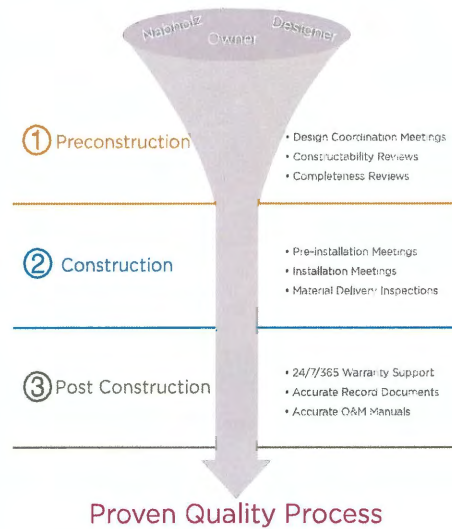 Nabholz
Owner
Designer
1 Preconstruction
• Design Coordination Meetings
• Constructability Reviews
• Completeness Reviews
2 Construction
• Pre-installation Meetings
• Installation Meetings
• Material Delivery Inspections
3 Post Construction
• 24/7/365 Warranty Support
• Accurate Record Documents
• Accurate O&M Manuals
Proven Quality Process